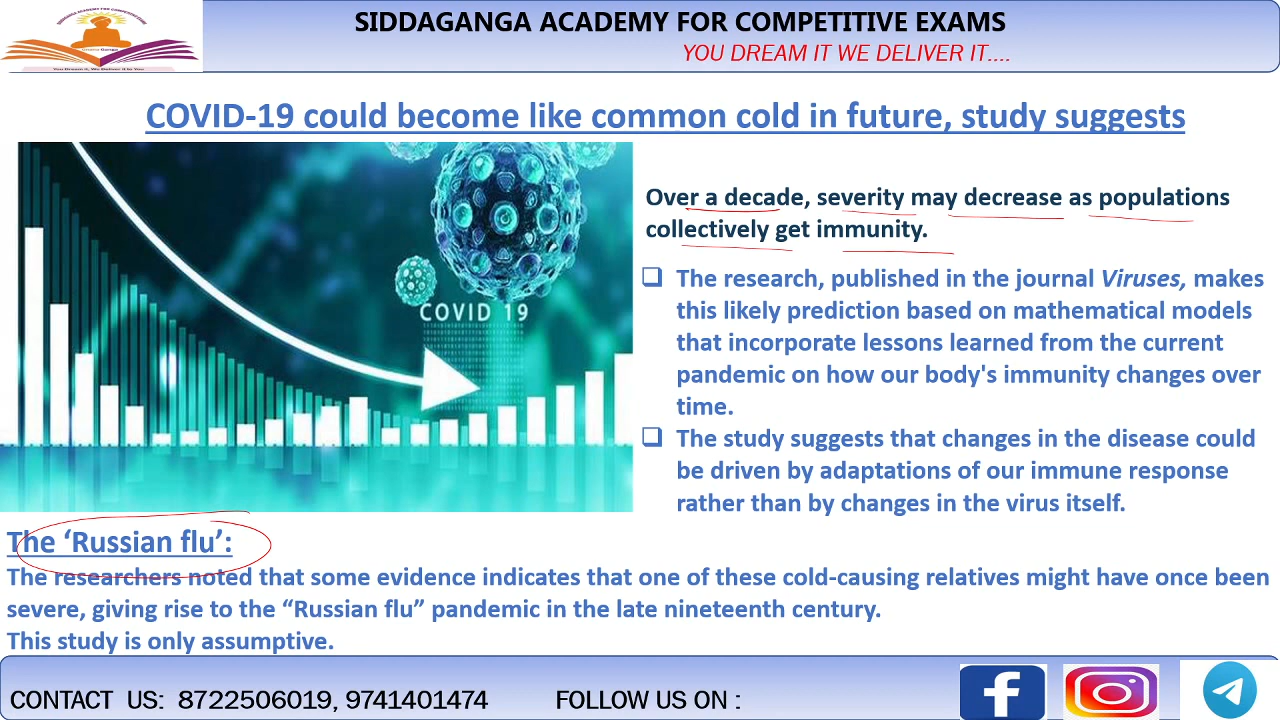 SIDDAGANGA ACADEMY FOR COMPETITIVE EXAMS
YOU DREAM IT WE DELIVER IT....
COVID-19 could become like common cold in future, study suggests
COVID 19
Over a decade, severity may decrease as populations
collectively get immunity.
The research, published in the journal Viruses, makes
this likely prediction based on mathematical models
that incorporate lessons learned from the current
pandemic on how our body's immunity changes over
time.
The study suggests that changes in the disease could
be driven by adaptations of our immune response
rather than by changes in the virus itself.
The ‘Russian flu’:
The researchers noted that some evidence indicates that one of these cold-causing relatives might have once been
severe, giving rise to the “Russian flu” pandemic in the late nineteenth century.
This study is only assumptive.
CONTACT US: 8722506019, 9741401474 FOLLOW US ON :